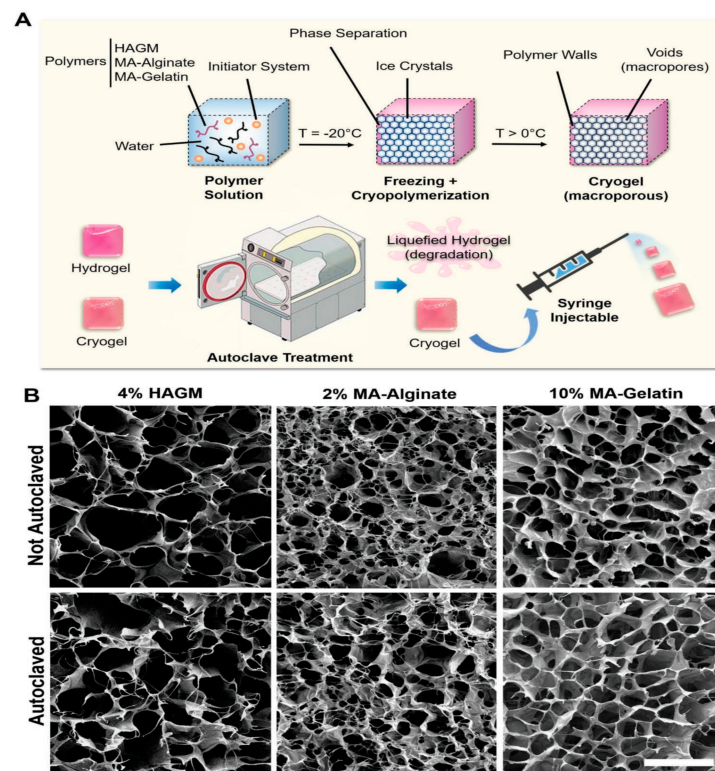 A
Phase Separation
Polymers
HAGM
MA-Alginate
MA-Gelatin
Initiator System
Ice Crystals
Polymer Walls
Voids
(macropores)
Water
T = -20°C
T > 0°C
Polymer
Solution
Freezing +
Cryopolymerization
Cryogel
(macroporous)
Hydrogel
Cryogel
Autoclave Treatment
Liquefied Hydrogel
(degradation)
Cryogel
Syringe
Injectable
B
4% HAGM
2% MA-Alginate
10% MA-Gelatin
Not Autoclaved
Autoclaved